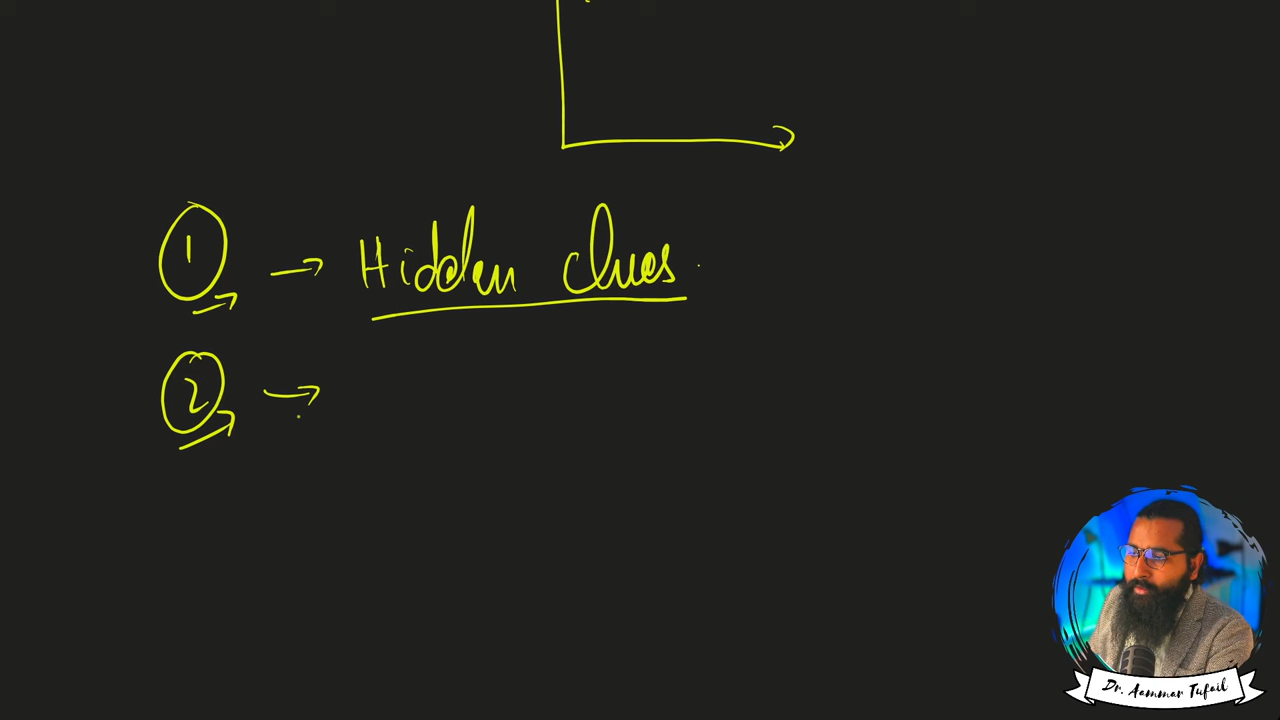 1 → Hidden clues.
2 →
Dr. Aammar Tufail